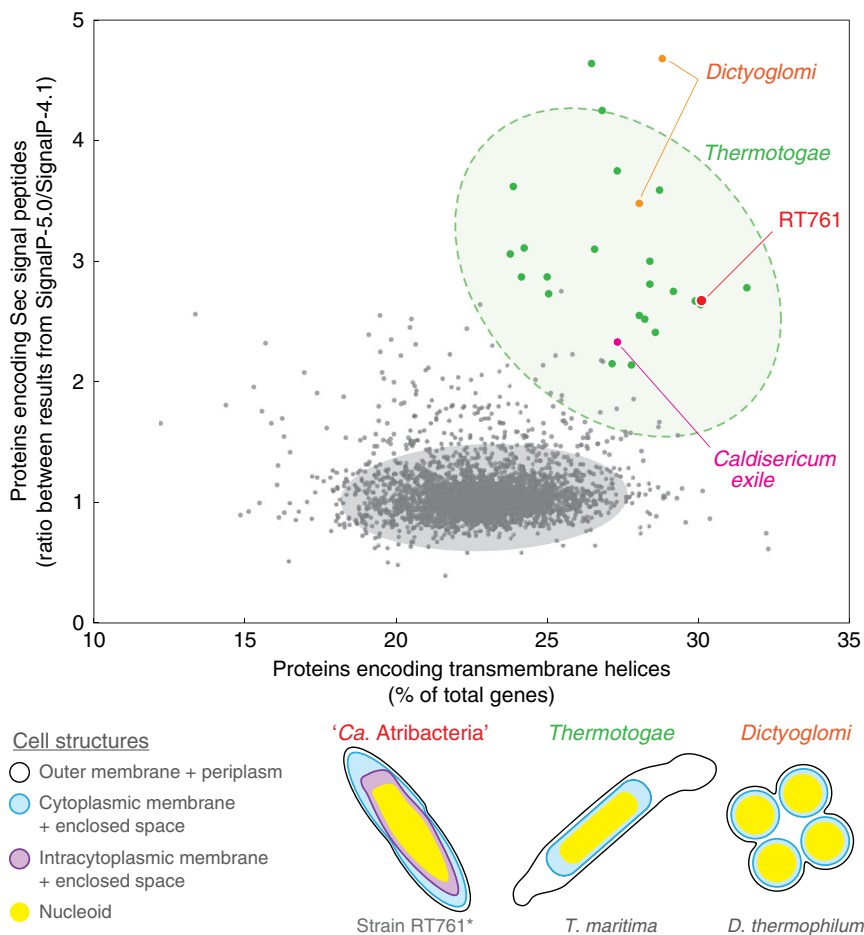 Proteins encoding Sec signal peptides
(ratio between results from SignalP-5.0/SignalP-4.1)
5
4
3
2
1
0
Dictyoglomi
Thermotogae
RT761
Caldisericum
exile
10
15
20
25
30
35
Proteins encoding transmembrane helices
(% of total genes)
Cell structures
Outer membrane + periplasm
Cytoplasmic membrane
+ enclosed space
Intracytoplasmic membrane
+ enclosed space
Nucleoid
'Ca. Atribacteria'
Thermotogae
Dictyoglomi
Strain RT761*
T. maritima
D. thermophilum